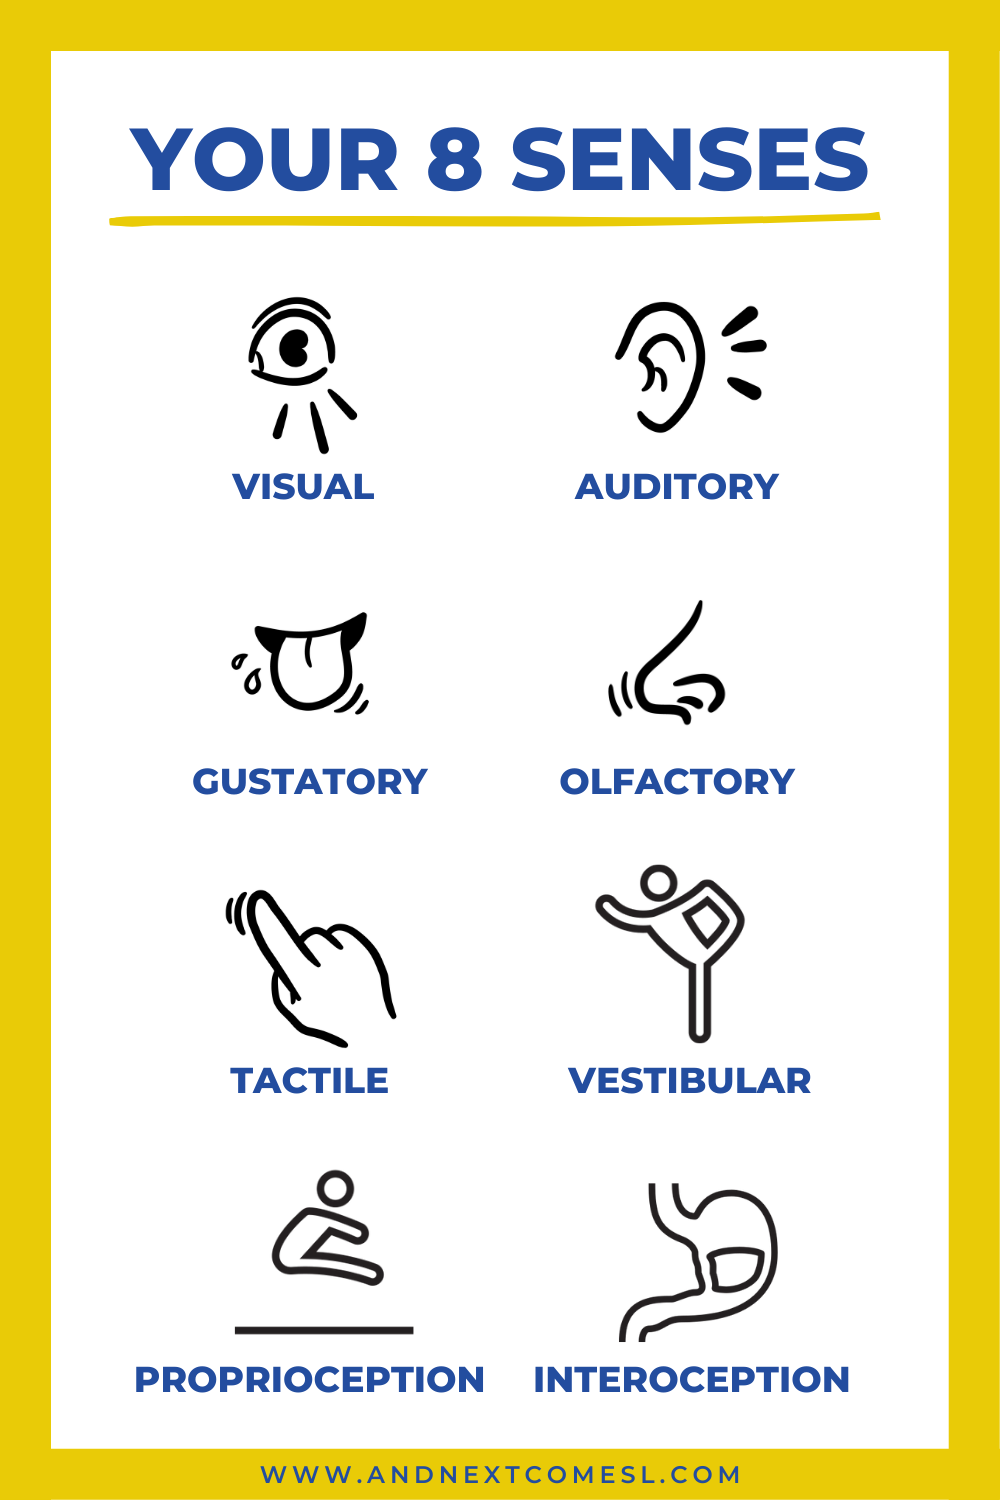 YOUR 8 SENSES
VISUAL
AUDITORY
GUSTATORY
OLFACTORY
TACTILE
VESTIBULAR
PROPRIOCEPTION
INTEROCEPTION
WWW.ANDNEXTCOMESL.COM